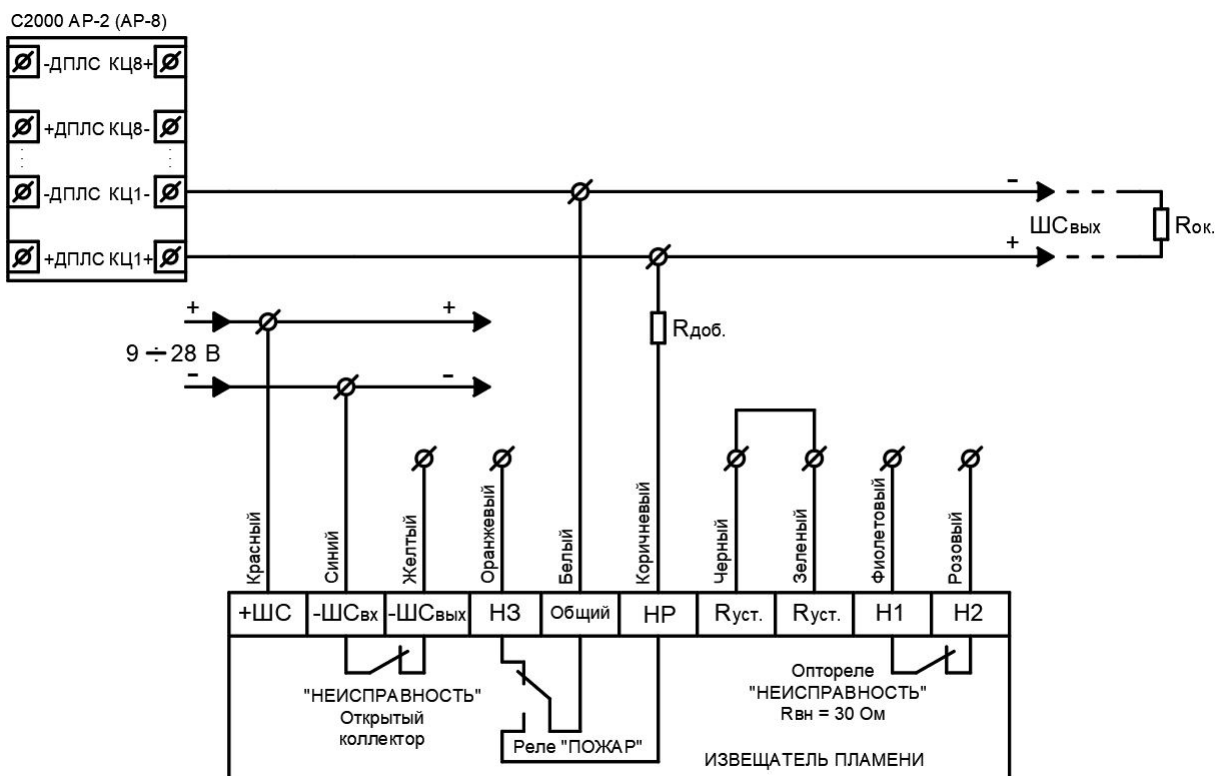 С2000 АР-2 (АР-8)
-ДПЛС КЦ8+
+ДПЛС КЦ8-
-ДПЛС КЦ1-
+ДПЛС КЦ1+
-
ШСвых
+
Rок.
+
+
9 ÷ 28 В
-
-
Rдоб.
Красный
Синий
Желтый
Оранжевый
Белый
Коричневый
Черный
Зеленый
Фиолетовый
Розовый
+ШС
-ШСвх
-ШСвых
НЗ
Общий
НР
Rуст.
Rуст.
Н1
Н2
"НЕИСПРАВНОСТЬ"
Открытый
коллектор
Реле "ПОЖАР"
Оптореле
"НЕИСПРАВНОСТЬ"
Rвн = 30 Ом
ИЗВЕЩАТЕЛЬ ПЛАМЕНИ